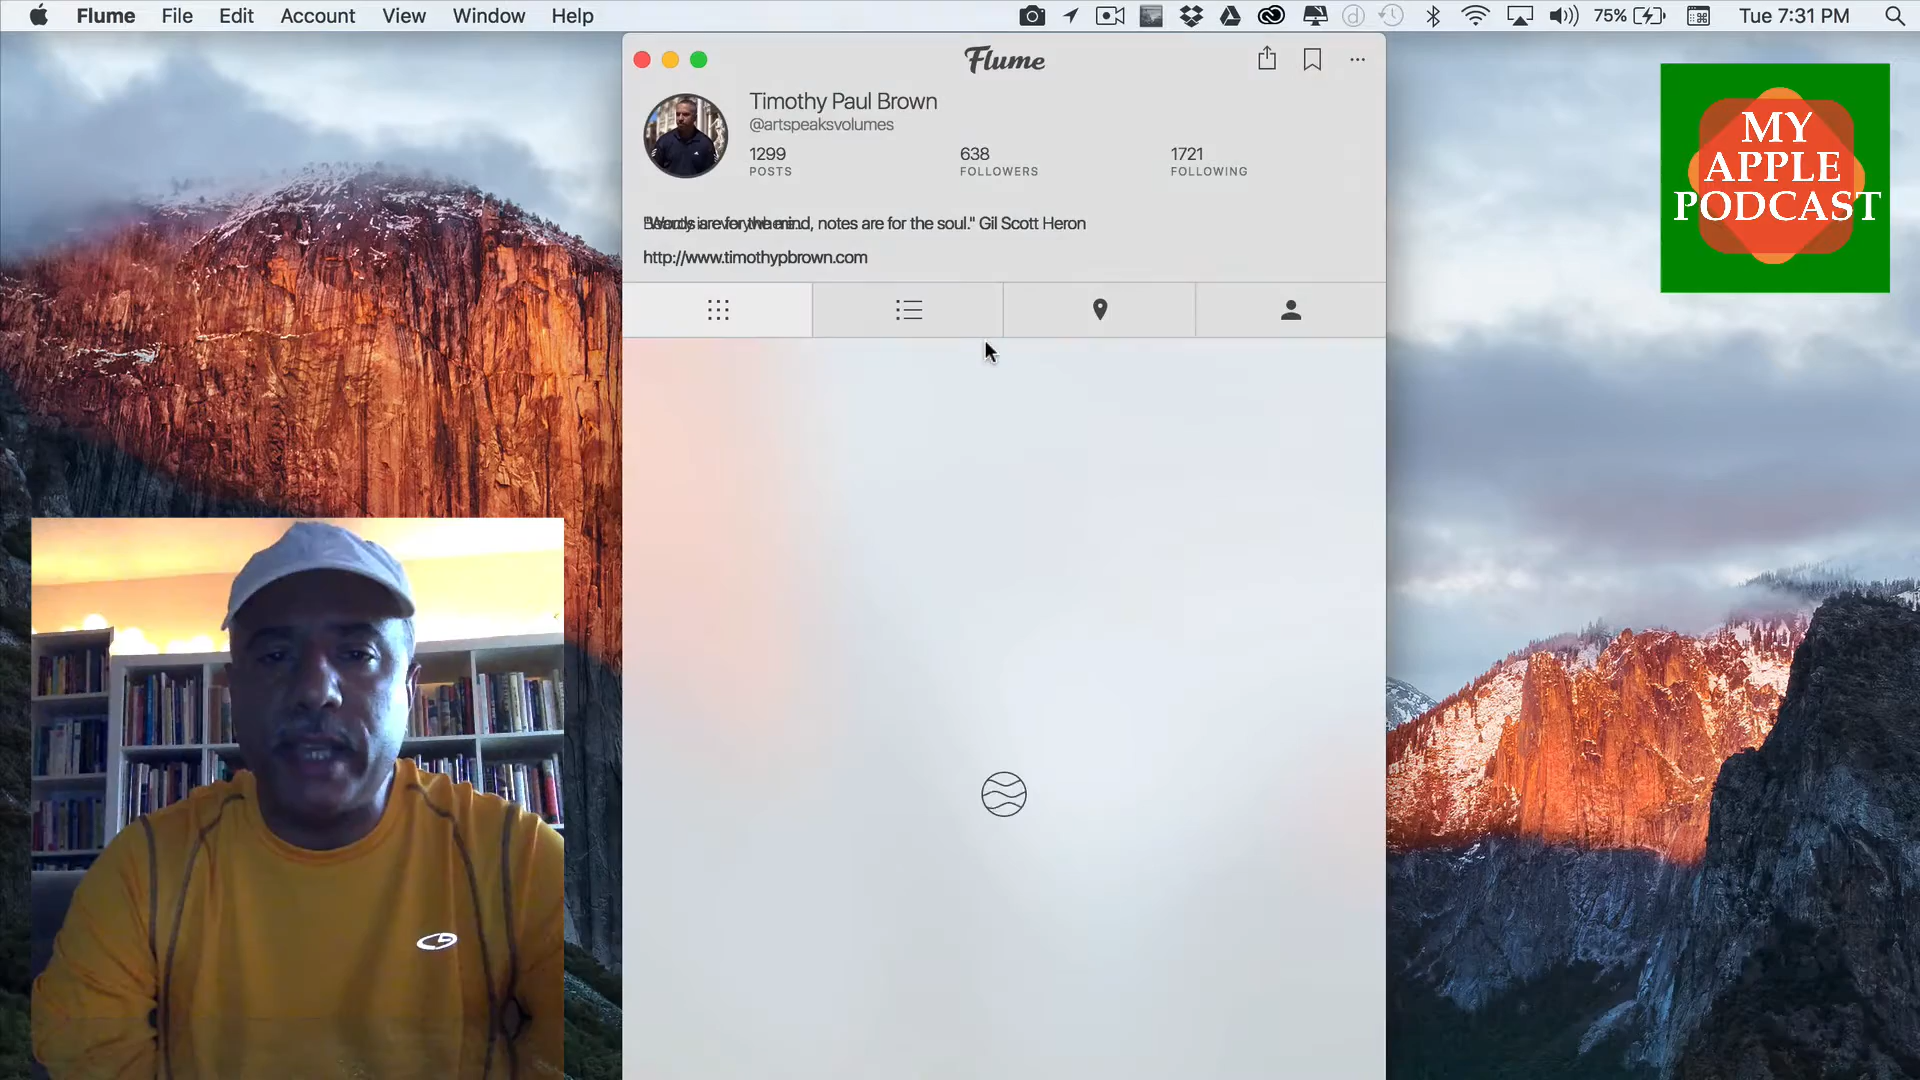 Flume File Edit Account View Window Help 75% Tue 7:31 PM
Flume
Timothy Paul Brown
@artspeaksvolumes
1299 638 1721
POSTS FOLLOWERS FOLLOWING
notes are for the soul." Gil Scott Heron
http://www.timothypbrown.com
MY
APPLE
PODCAST